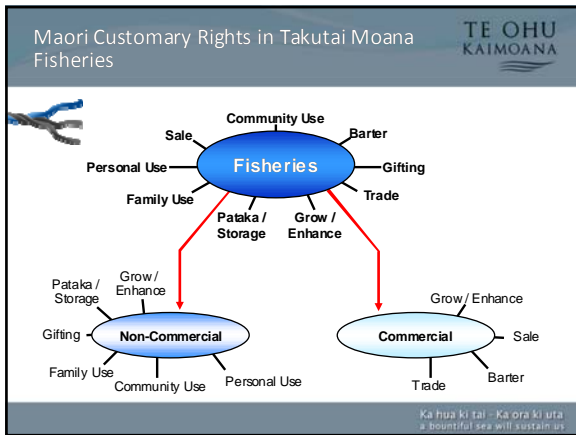 Maori Customary Rights in Takutai Moana
Fisheries
TE OHU
KAIMOANA
Community Use
Sale
Barter
Personal Use
Fisheries
Gifting
Family Use
Trade
Pataka /
Storage
Grow /
Enhance
Pataka /
Storage
Grow /
Enhance
Gifting
Non-Commercial
Family Use
Community Use
Personal Use
Grow / Enhance
Commercial
Sale
Barter
Trade
Ka hua ki tai - Ka ora ki uta
a bountiful sea will sustain us